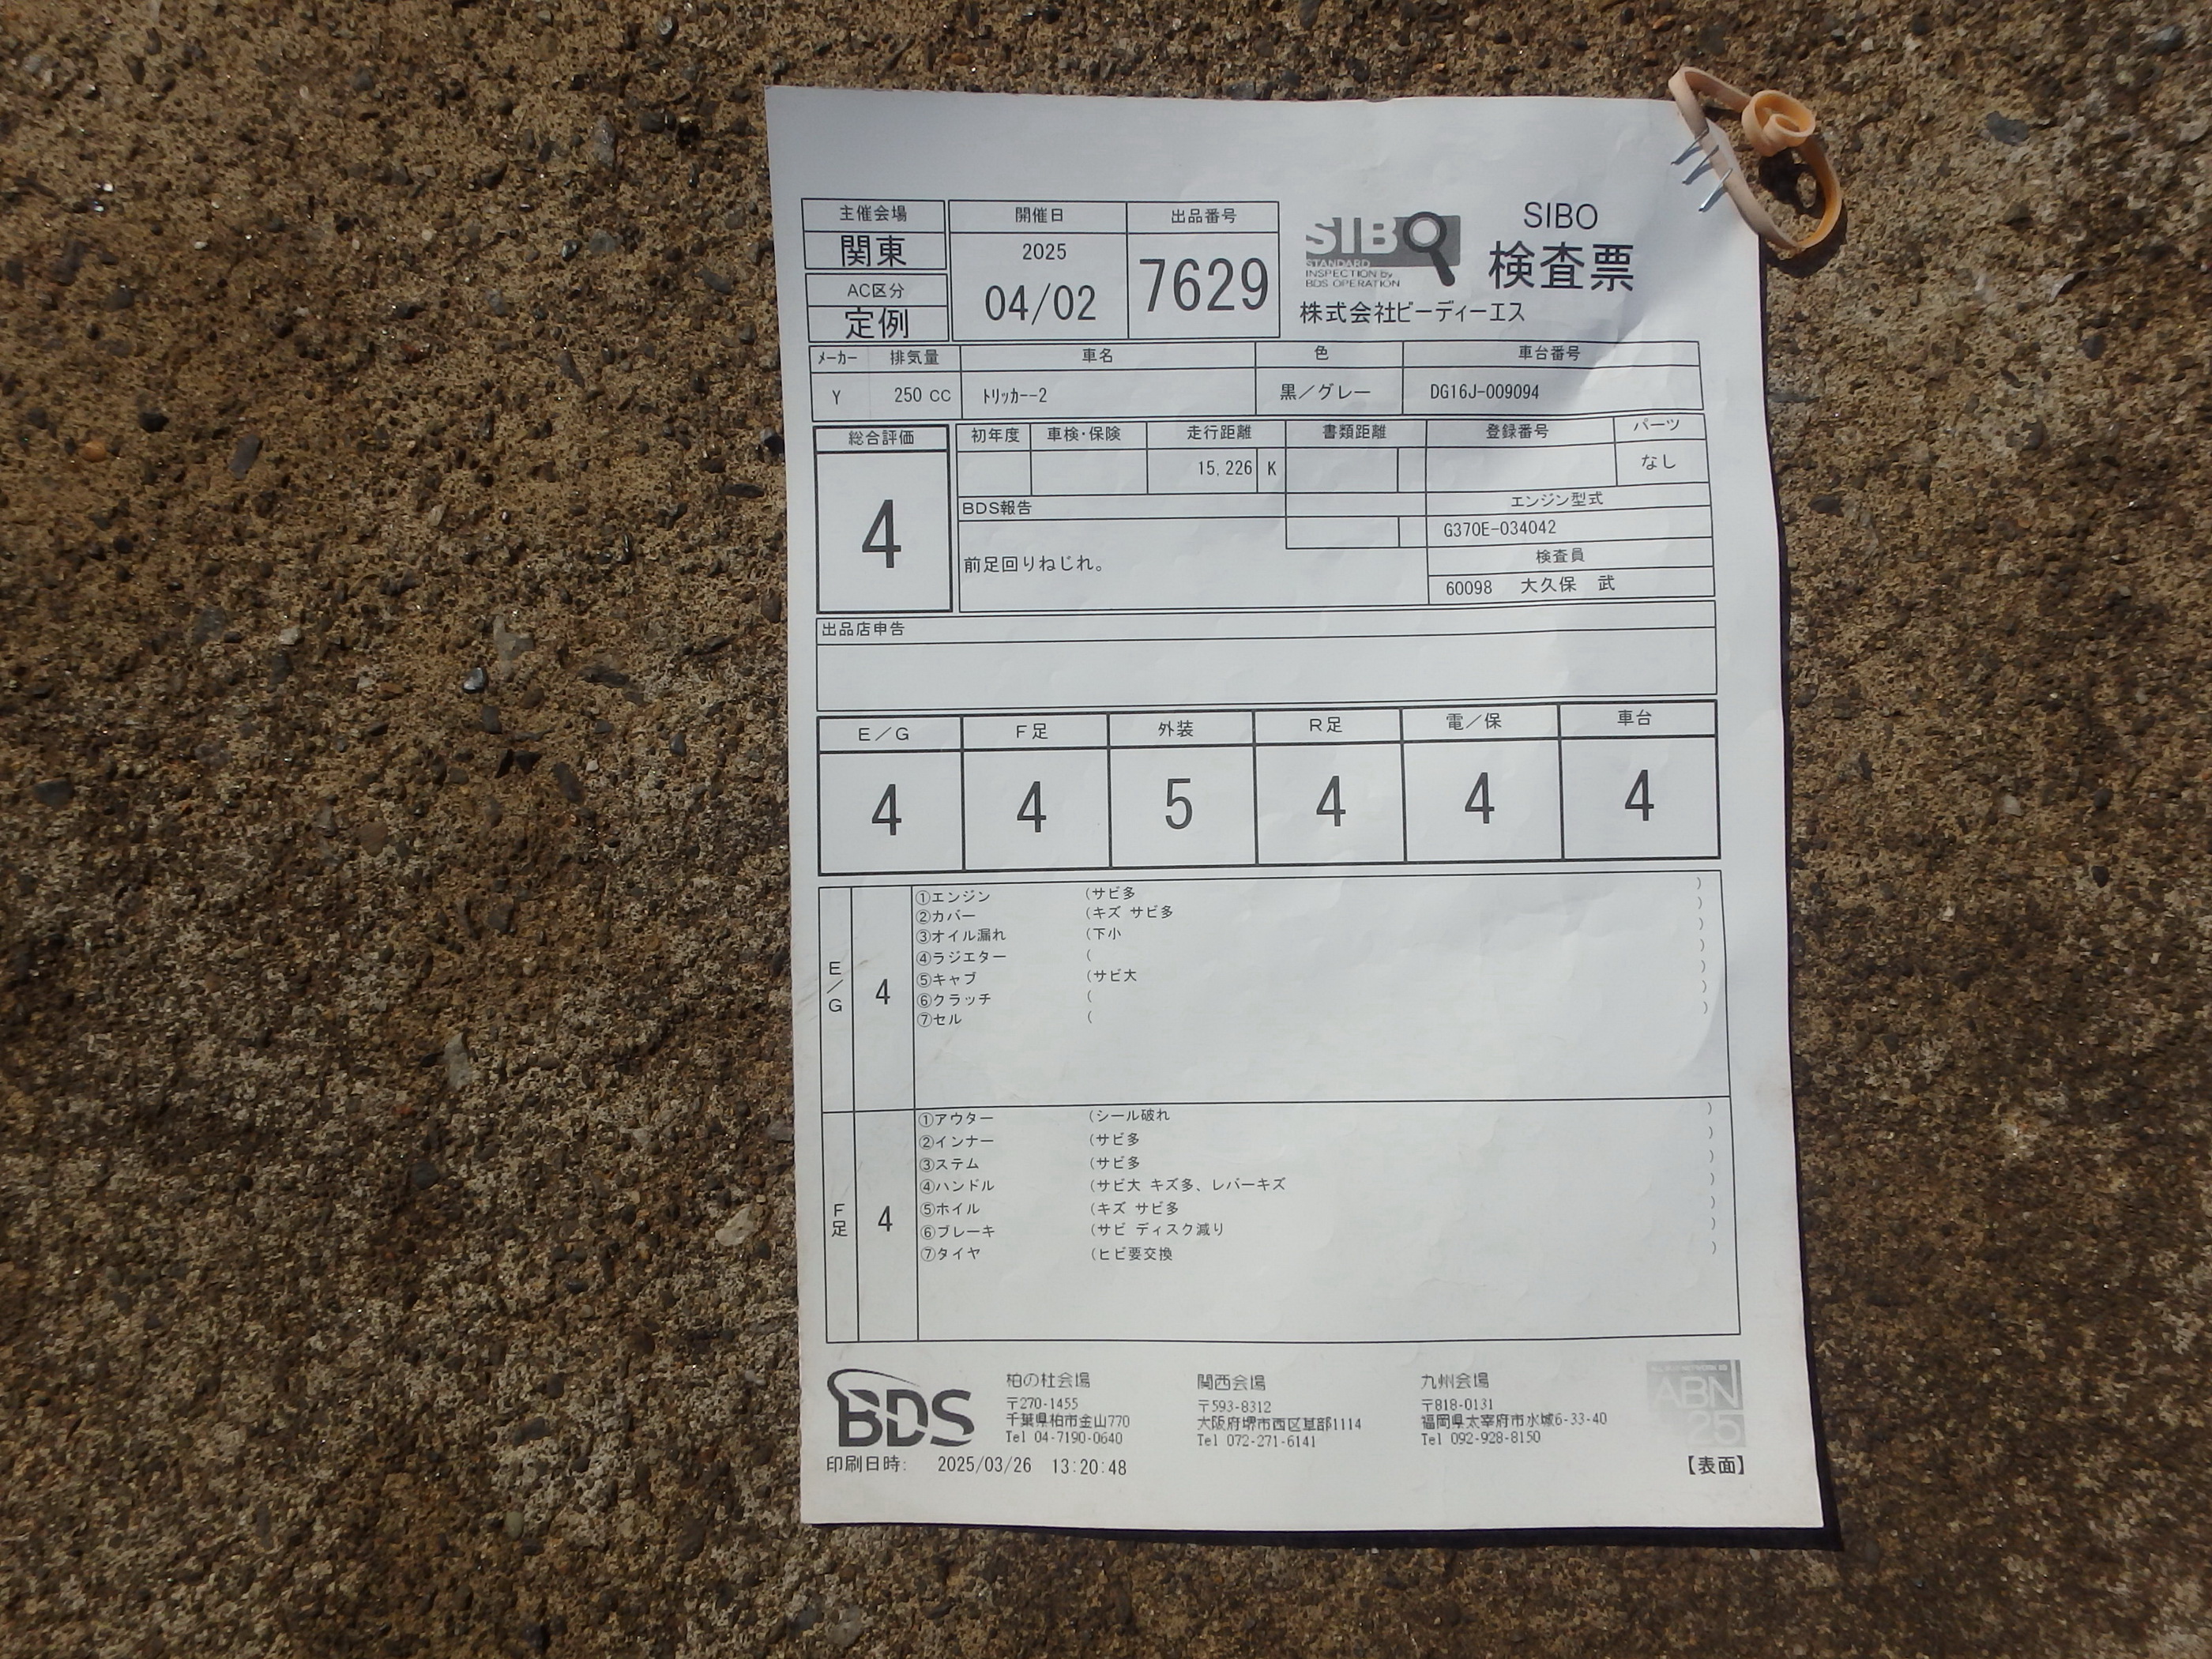 主催会場
関東
AC区分
定例
開催日
2025
04/02
出品番号
7629
SIBO
STANDARD
INSPECTION by
BDS OPERATION
SIBO
検査票
株式会社ビーディーエス
メーカー 排気量 車名 色 車台番号
Y 250 CC ﾄﾘｯｶｰ-2 黒／グレー DG16J-009094
総合評価
4
初年度 車検・保険 走行距離 書類距離 登録番号 パーツ
15,226 K なし
BDS報告
前足回りねじれ。
エンジン型式
G370E-034042
検査員
60098 大久保 武
出品店申告
E／G F足 外装 R足 電／保 車台
4 4 5 4 4 4
E／G 4
①エンジン (サビ多 )
②カバー (キズ サビ多 )
③オイル漏れ (下小 )
④ラジエター ( )
⑤キャブ (サビ大 )
⑥クラッチ ( )
⑦セル ( )
F足 4
①アウター (シール破れ )
②インナー (サビ多 )
③ステム (サビ多 )
④ハンドル (サビ大 キズ多、レバーキズ )
⑤ホイル (キズ サビ多 )
⑥ブレーキ (サビ ディスク減り )
⑦タイヤ (ヒビ要交換 )
BDS
柏の杜会場
〒270-1455
千葉県柏市金山770
Tel 04-7190-0640
関西会場
〒593-8312
大阪府堺市西区草部1114
Tel 072-271-6141
九州会場
〒818-0131
福岡県太宰府市水城6-33-40
Tel 092-928-8150
ABN
25
印刷日時: 2025/03/26 13:20:48
【表面】